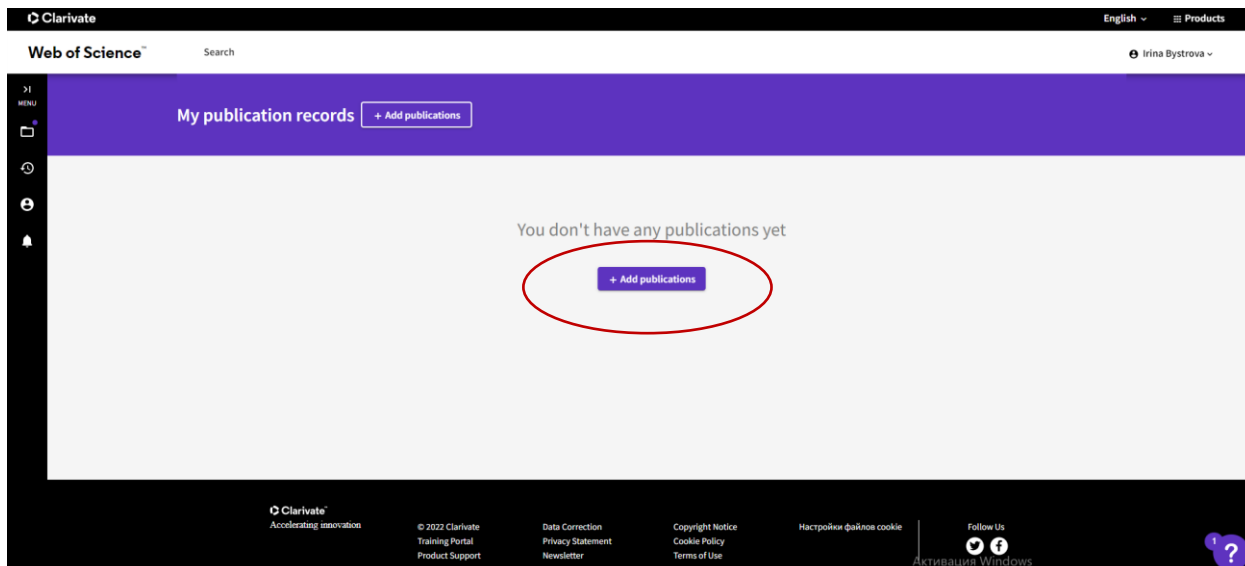 Clarivate
English
Products
Web of Science™
Search
Irina Bystrova
MENU
My publication records
+ Add publications
You don't have any publications yet
+ Add publications
Clarivate™
Accelerating innovation
© 2022 Clarivate
Training Portal
Product Support
Data Correction
Privacy Statement
Newsletter
Copyright Notice
Cookie Policy
Terms of Use
Настройки файлов cookie
Follow Us
Активация Windows
1
?